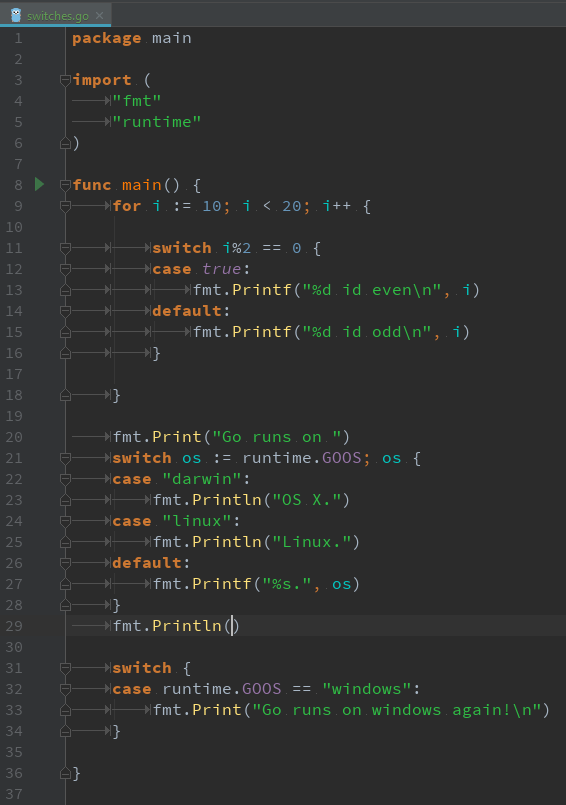 switches.go
1 package main
2
3 import (
4 "fmt"
5 "runtime"
6 )
7
8 func main() {
9 for i := 10; i < 20; i++ {
10
11 switch i%2 == 0 {
12 case true:
13 fmt.Printf("%d id even\n", i)
14 default:
15 fmt.Printf("%d id odd\n", i)
16 }
17
18 }
19
20 fmt.Print("Go runs on ")
21 switch os := runtime.GOOS; os {
22 case "darwin":
23 fmt.Println("OS X.")
24 case "linux":
25 fmt.Println("Linux.")
26 default:
27 fmt.Printf("%s.", os)
28 }
29 fmt.Println()
30
31 switch {
32 case runtime.GOOS == "windows":
33 fmt.Print("Go runs on windows again!\n")
34 }
35
36 }
37